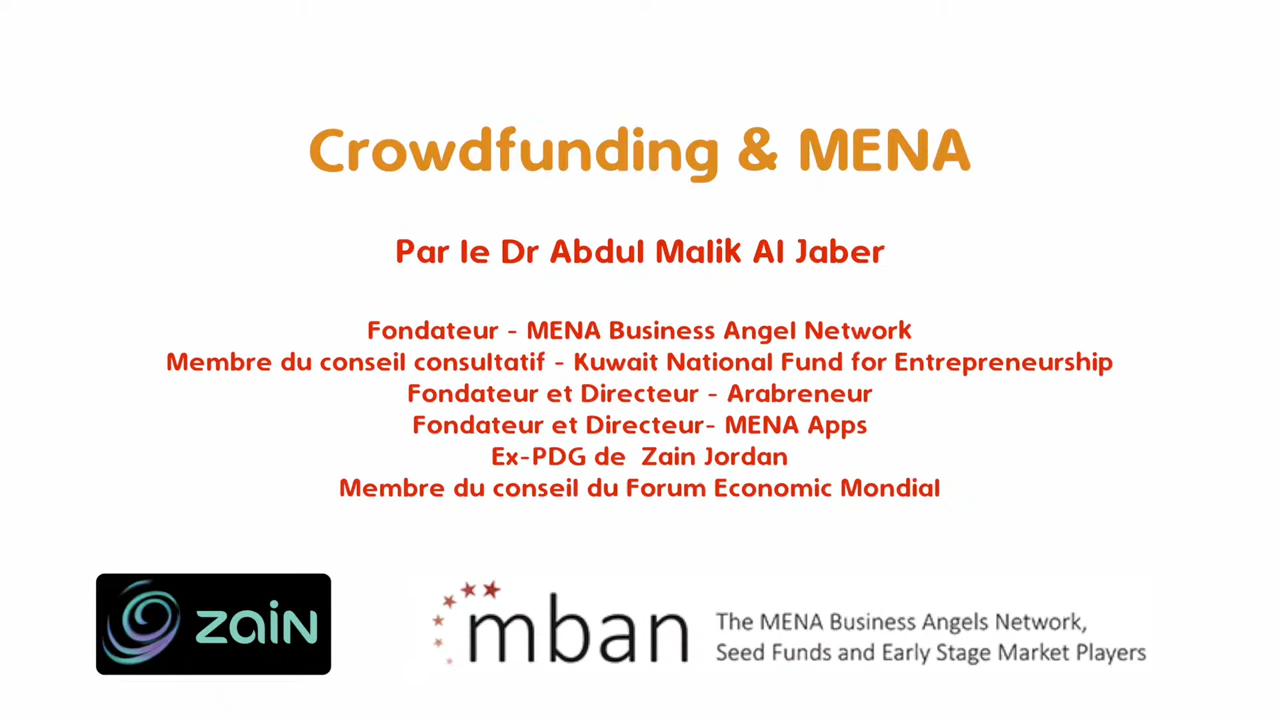 Crowdfunding & MENA
Par le Dr Abdul Malik Al Jaber
Fondateur - MENA Business Angel Network
Membre du conseil consultatif - Kuwait National Fund for Entrepreneurship
Fondateur et Directeur - Arabreneur
Fondateur et Directeur- MENA Apps
Ex-PDG de  Zain Jordan
Membre du conseil du Forum Economic Mondial
zain
mban
The MENA Business Angels Network,
Seed Funds and Early Stage Market Players